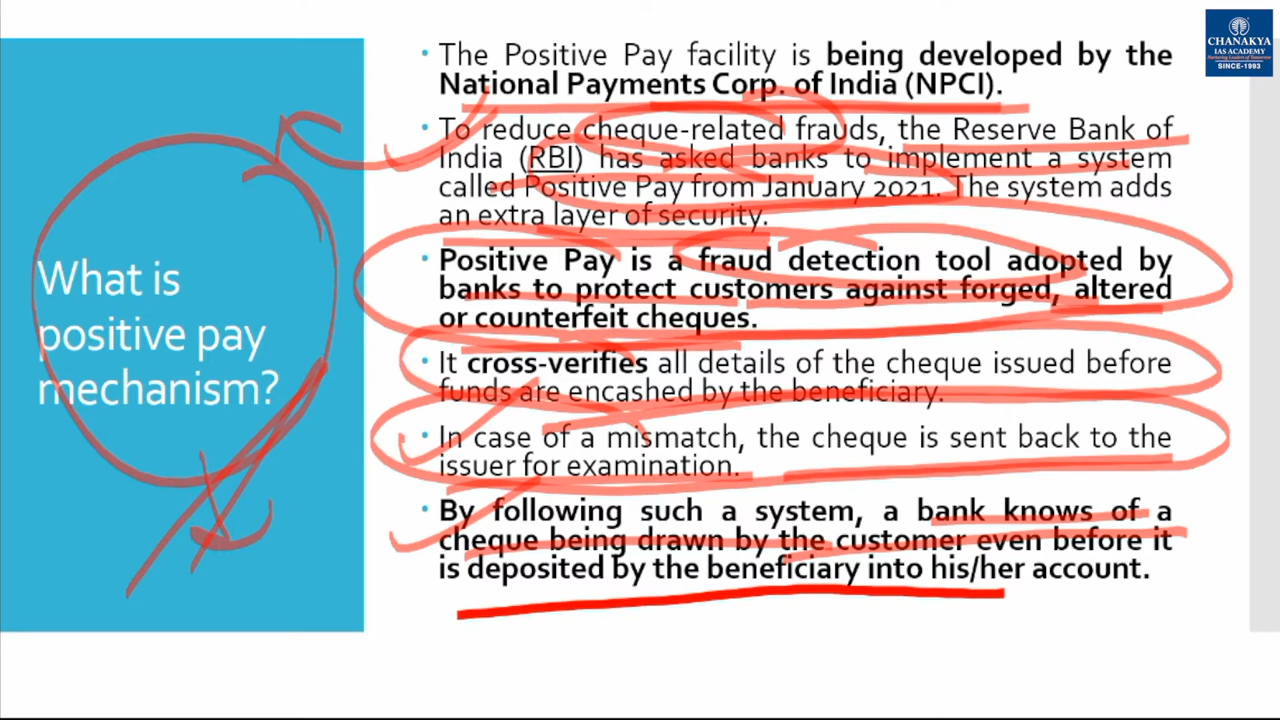 CHANAKYA
IAS ACADEMY
Nurturing Leaders of Tomorrow
SINCE-1993
What is
positive pay
mechanism?
• The Positive Pay facility is being developed by the
National Payments Corp. of India (NPCI).
• To reduce cheque-related frauds, the Reserve Bank of
India (RBI) has asked banks to implement a system
called Positive Pay from January 2021. The system adds
an extra layer of security.
• Positive Pay is a fraud detection tool adopted by
banks to protect customers against forged, altered
or counterfeit cheques.
• It cross-verifies all details of the cheque issued before
funds are encashed by the beneficiary.
• In case of a mismatch, the cheque is sent back to the
issuer for examination.
• By following such a system, a bank knows of a
cheque being drawn by the customer even before it
is deposited by the beneficiary into his/her account.